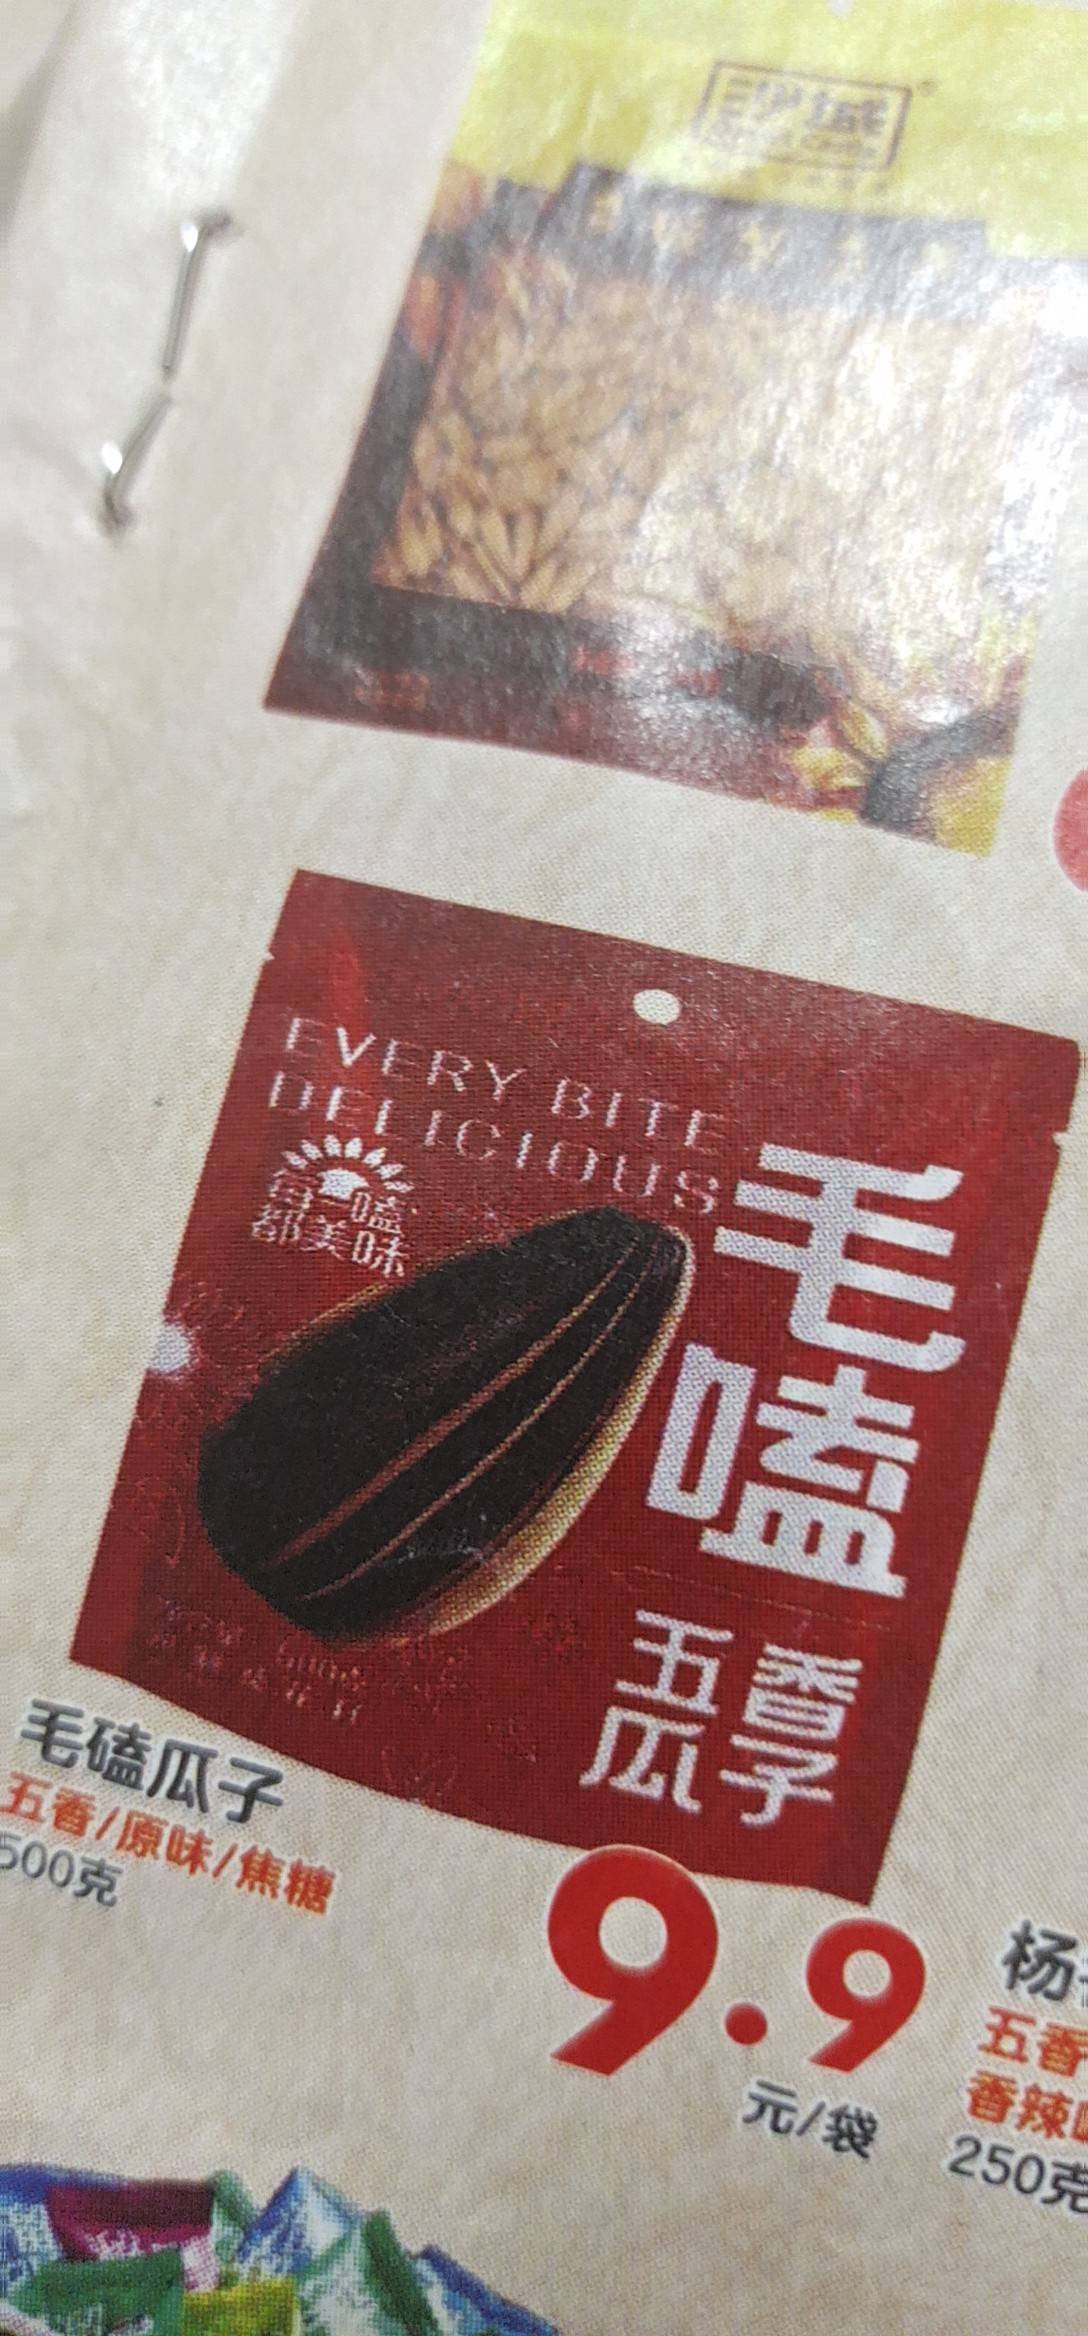 沙城
EVERY BITE
DELICIOUS
每一嗑
都美味
毛
嗑
五香
瓜子
毛磕瓜子
五香/原味/焦糖
500克
9.9
元/袋
杨
五香
香辣
250克